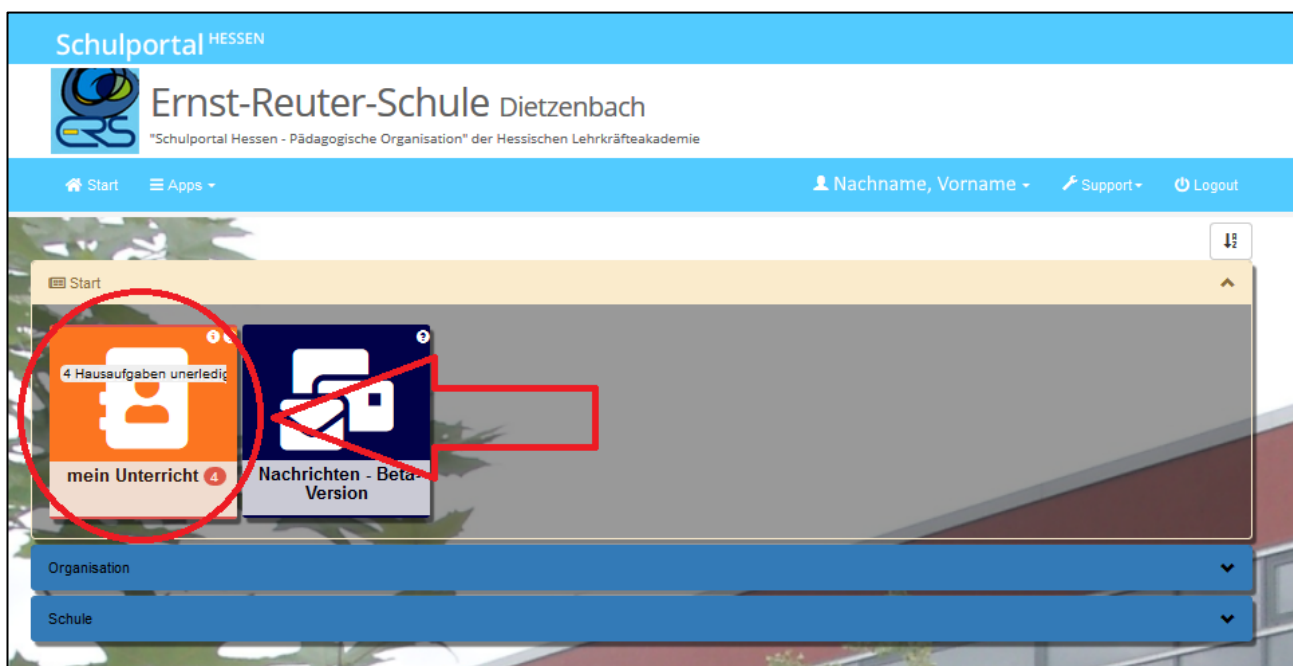 Schulportal HESSEN
ERS
Ernst-Reuter-Schule Dietzenbach
"Schulportal Hessen - Pädagogische Organisation" der Hessischen Lehrkräfteakademie
Start Apps Nachname, Vorname Support Logout
Start
4 Hausaufgaben unerledig
mein Unterricht 4
Nachrichten - Beta-
Version
Organisation
Schule